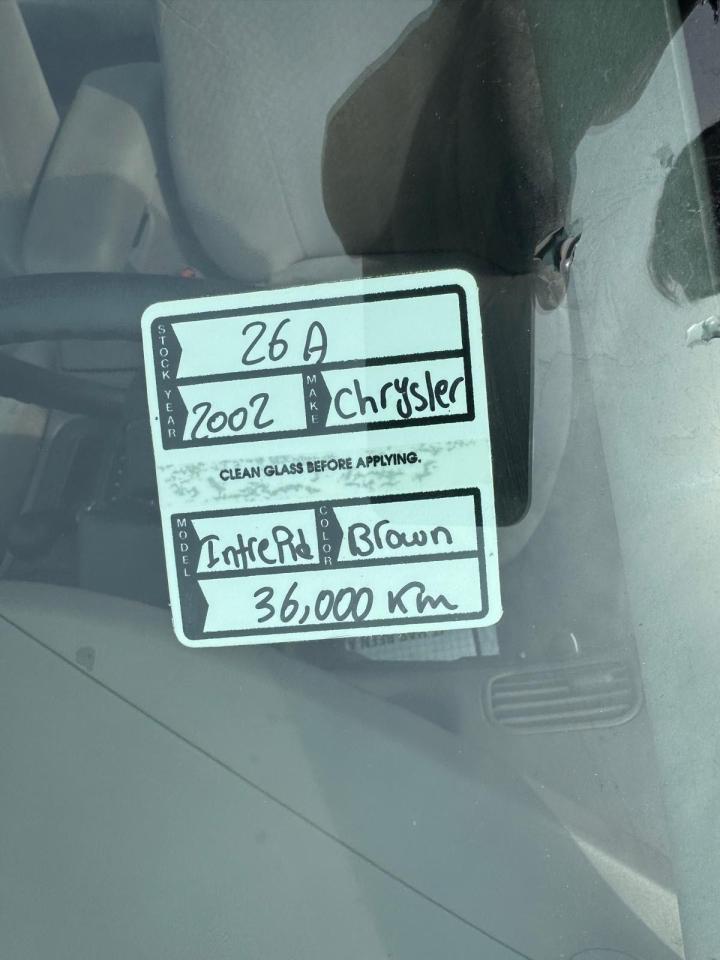 STOCK 26 A
YEAR 2002 MAKE Chrysler
CLEAN GLASS BEFORE APPLYING.
MODEL IntrePid COLOR Brown
36,000 Km